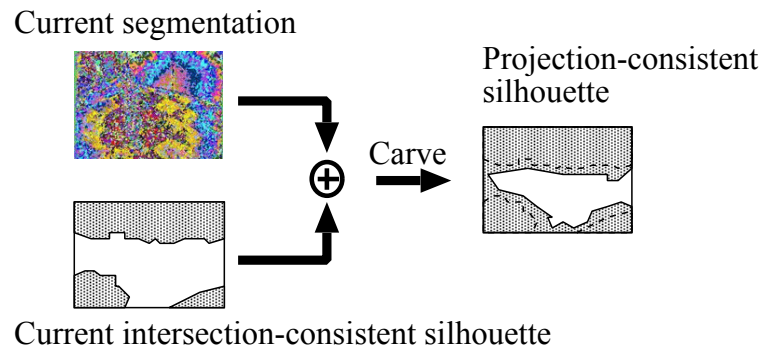 Current segmentation
Projection-consistent
silhouette
Carve
Current intersection-consistent silhouette